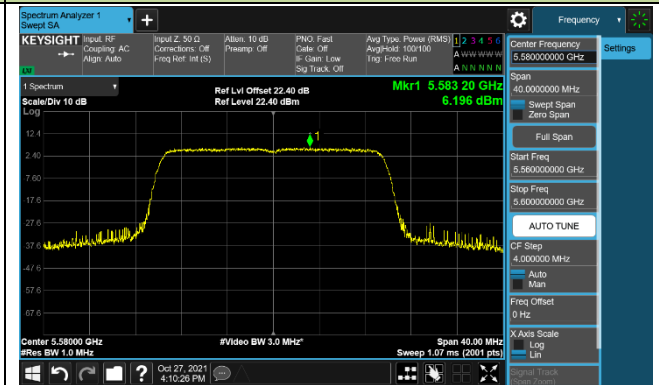 Spectrum Analyzer 1
Swept SA
+
Frequency
KEYSIGHT
Input: RF
Coupling: AC
Align: Auto
Input Z: 50 Ω
Corrections: Off
Freq Ref: Int (S)
Atten: 10 dB
Preamp: Off
PNO: Fast
Gate: Off
IF Gain: Low
Sig Track: Off
Avg Type: Power (RMS)
Avg|Hold: 100/100
Trig: Free Run
1 2 3 4 5 6
A W W W W W
A N N N N N
LXI
1 Spectrum
Scale/Div 10 dB
Ref Lvl Offset 22.40 dB
Ref Level 22.40 dBm
Mkr1 5.583 20 GHz
6.196 dBm
Log
12.4
2.40
-7.60
-17.6
-27.6
-37.6
-47.6
-57.6
-67.6
1
Center 5.58000 GHz
#Res BW 1.0 MHz
#Video BW 3.0 MHz*
Span 40.00 MHz
Sweep 1.07 ms (2001 pts)
Oct 27, 2021
4:10:26 PM
?
Settings
Center Frequency
5.580000000 GHz
Span
40.0000000 MHz
Swept Span
Zero Span
Full Span
Start Freq
5.560000000 GHz
Stop Freq
5.600000000 GHz
AUTO TUNE
CF Step
4.000000 MHz
Auto
Man
Freq Offset
0 Hz
X Axis Scale
Log
Lin
Signal Track
(Span Zoom)